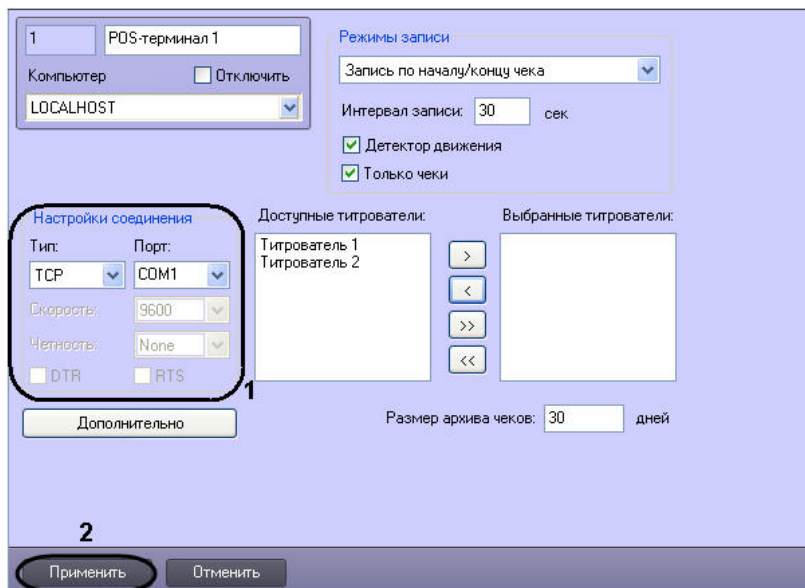 1 POS-терминал 1
Компьютер Отключить
LOCALHOST
Режимы записи
Запись по началу/концу чека
Интервал записи: 30 сек
Детектор движения
Только чеки
Настройки соединения
Тип: Порт:
TCP COM1
Скорость: 9600
Четность: None
DTR RTS
1
Дополнительно
Доступные титрователи:
Титрователь 1
Титрователь 2
>
<
>>
<<
Выбранные титрователи:
Размер архива чеков: 30 дней
2
Применить Отменить